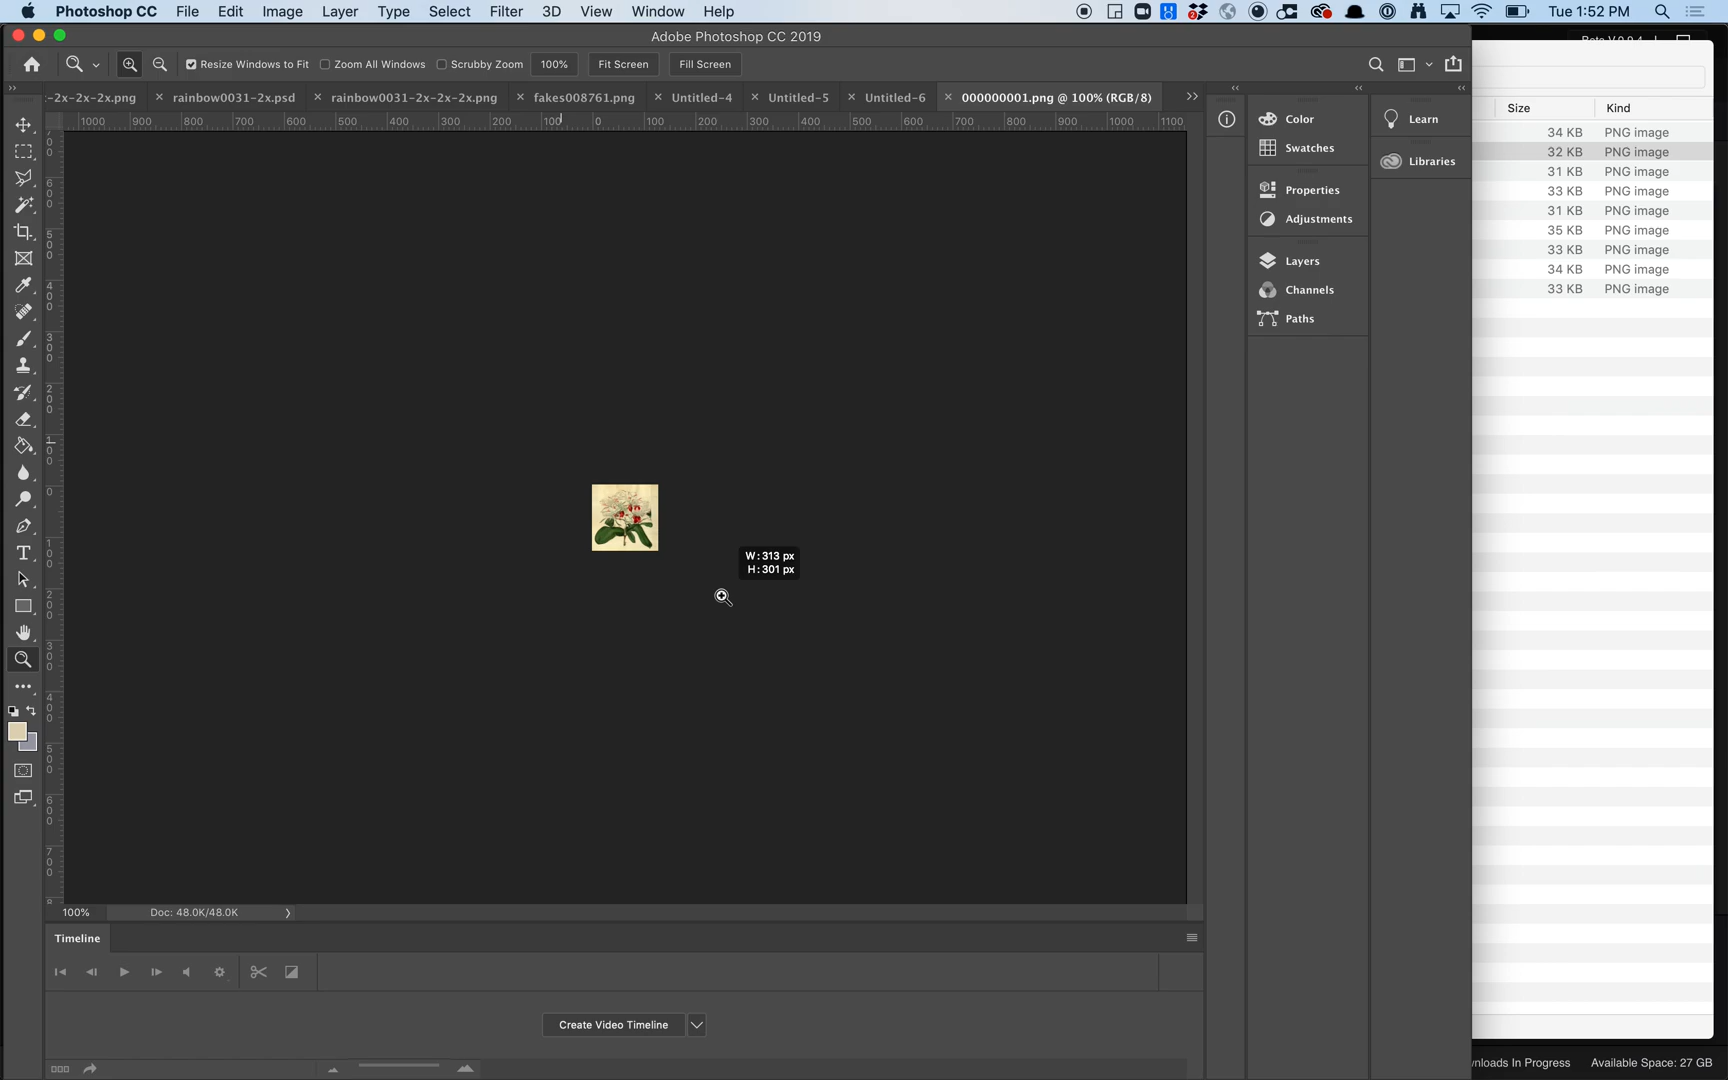 Photoshop CC File Edit Image Layer Type Select Filter 3D View Window Help Tue 1:52 PM
Adobe Photoshop CC 2019
Resize Windows to Fit Zoom All Windows Scrubby Zoom 100% Fit Screen Fill Screen
-2x-2x-2x.png rainbow0031-2x.psd rainbow0031-2x-2x-2x.png fakes008761.png Untitled-4 Untitled-5 Untitled-6 000000001.png @ 100% (RGB/8)
1000 900 800 700 600 500 400 300 200 100 0 100 200 300 400 500 600 700 800 900 1000 1100
Color
Swatches
Properties
Adjustments
Layers
Channels
Paths
Learn
Libraries
Size Kind
34 KB PNG image
32 KB PNG image
31 KB PNG image
33 KB PNG image
31 KB PNG image
35 KB PNG image
33 KB PNG image
34 KB PNG image
33 KB PNG image
W: 313 px
H: 301 px
100% Doc: 48.0K/48.0K
Timeline
Create Video Timeline
nloads In Progress Available Space: 27 GB